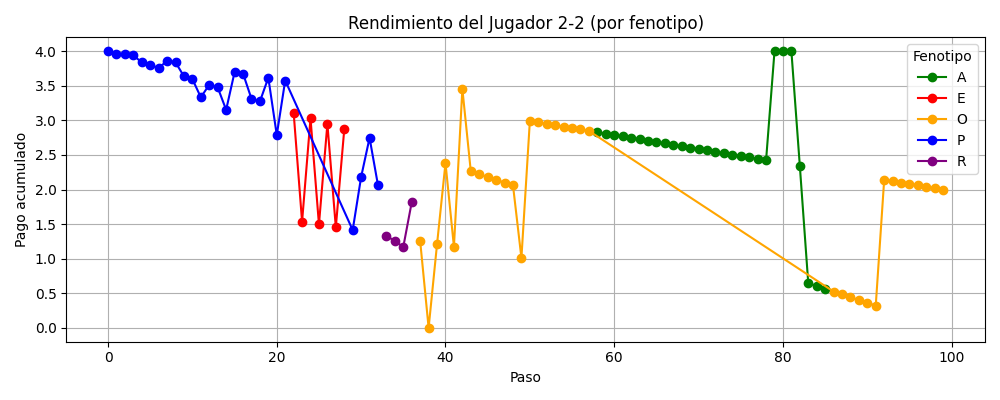 Rendimiento del Jugador 2-2 (por fenotipo)
Pago acumulado
4.0
3.5
3.0
2.5
2.0
1.5
1.0
0.5
0.0
Fenotipo
A
E
O
P
R
0 20 40 60 80 100
Paso